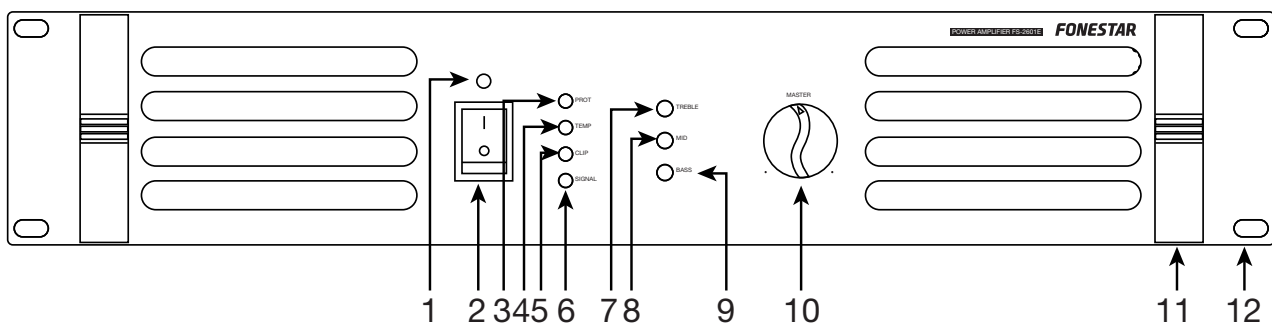 POWER AMPLIFIER FS-2601E FONESTAR
MASTER
PROT
TREBLE
TEMP
MID
CLIP
BASS
SIGNAL
1 2 3 4 5 6 7 8 9 10 11 12